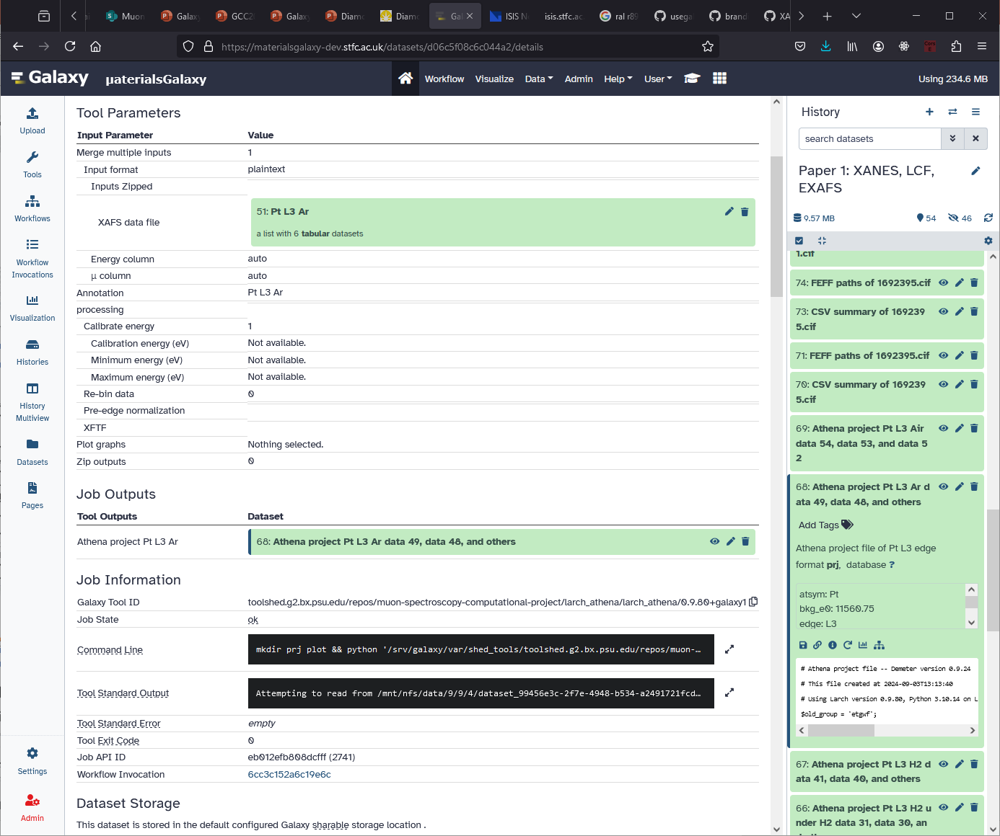 Muon
Galaxy
GCC2
Galaxy
Diamo
Diamo
Gal
ISIS N
isis.stfc.ac
ral r89
usega
brand
XA
https://materialsgalaxy-dev.stfc.ac.uk/datasets/d06c5f08c6c044a2/details
Galaxy
µaterialsGalaxy
Workflow
Visualize
Data
Admin
Help
User
Using 234.6 MB
Upload
Tools
Workflows
Workflow
Invocations
Visualization
Histories
History
Multiview
Datasets
Pages
Settings
Admin
Tool Parameters
Input Parameter Value
Merge multiple inputs 1
Input format plaintext
Inputs Zipped
XAFS data file
51: Pt L3 Ar
a list with 6 tabular datasets
Energy column auto
µ column auto
Annotation Pt L3 Ar
processing
Calibrate energy 1
Calibration energy (eV) Not available.
Minimum energy (eV) Not available.
Maximum energy (eV) Not available.
Re-bin data 0
Pre-edge normalization
XFTF
Plot graphs Nothing selected.
Zip outputs 0
Job Outputs
Tool Outputs Dataset
Athena project Pt L3 Ar 68: Athena project Pt L3 Ar data 49, data 48, and others
Job Information
Galaxy Tool ID toolshed.g2.bx.psu.edu/repos/muon-spectroscopy-computational-project/larch_athena/larch_athena/0.9.80+galaxy1
Job State ok
Command Line mkdir prj plot && python '/srv/galaxy/var/shed_tools/toolshed.g2.bx.psu.edu/repos/muon-…
Tool Standard Output Attempting to read from /mnt/nfs/data/9/9/4/dataset_99456e3c-2f7e-4948-b534-a2491721fcd…
Tool Standard Error empty
Tool Exit Code 0
Job API ID eb012efb808dcfff (2741)
Workflow Invocation 6cc3c152a6c19e6c
Dataset Storage
This dataset is stored in the default configured Galaxy sharable storage location .
History
search datasets
Paper 1: XANES, LCF,
EXAFS
9.57 MB 54 46
1.cif
74: FEFF paths of 1692395.cif
73: CSV summary of 169239
5.cif
71: FEFF paths of 1692395.cif
70: CSV summary of 169239
5.cif
69: Athena project Pt L3 Air
data 54, data 53, and data 5
2
68: Athena project Pt L3 Ar d
ata 49, data 48, and others
Add Tags
Athena project file of Pt L3 edge
format prj, database ?
atsym: Pt
bkg_e0: 11560.75
edge: L3
# Athena project file -- Demeter version 0.9.24
# This file created at 2024-09-03T13:13:40
# Using Larch version 0.9.80, Python 3.10.14 on L
$old_group = 'etgwf';
67: Athena project Pt L3 H2 d
ata 41, data 40, and others
66: Athena project Pt L3 H2 u
nder H2 data 31, data 30, an